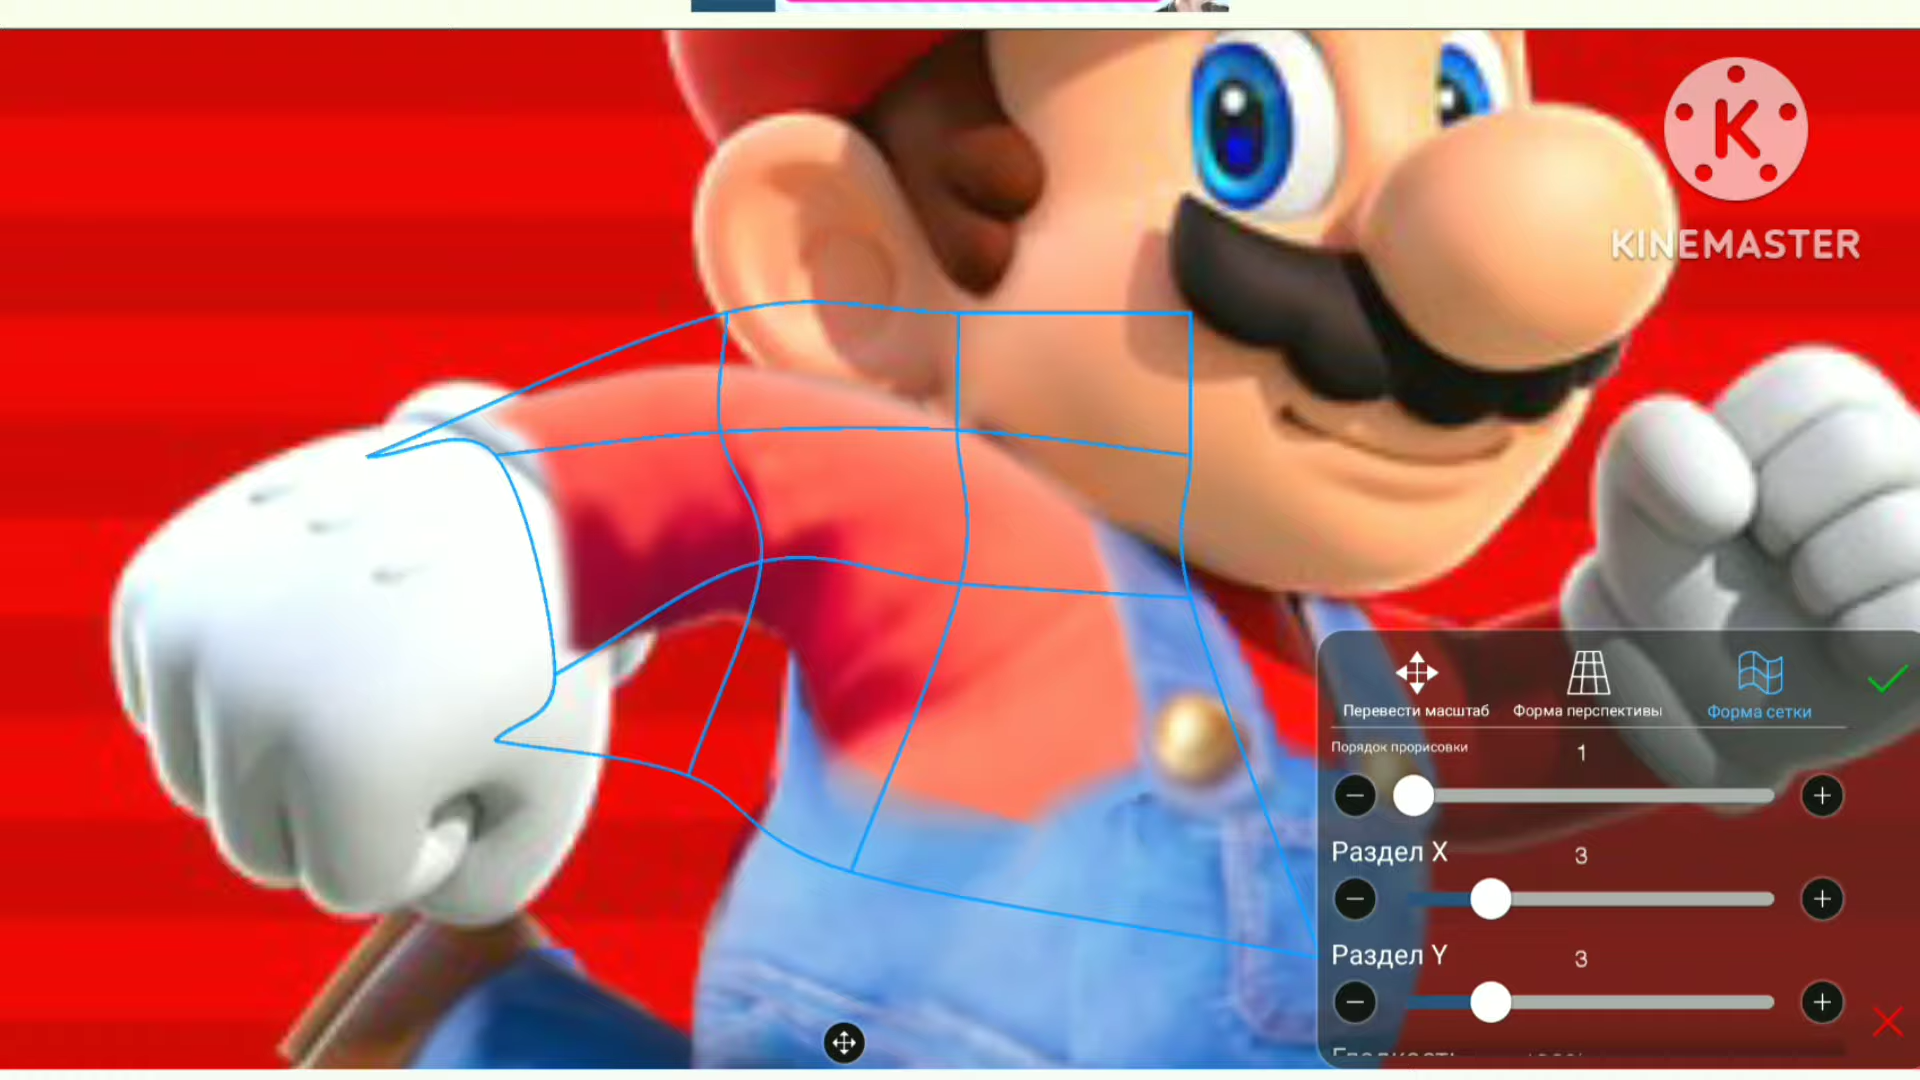 K
KINEMASTER
Перевести масштаб
Форма перспективы
Форма сетки
Порядок прорисовки
1
Раздел X
3
Раздел Y
3